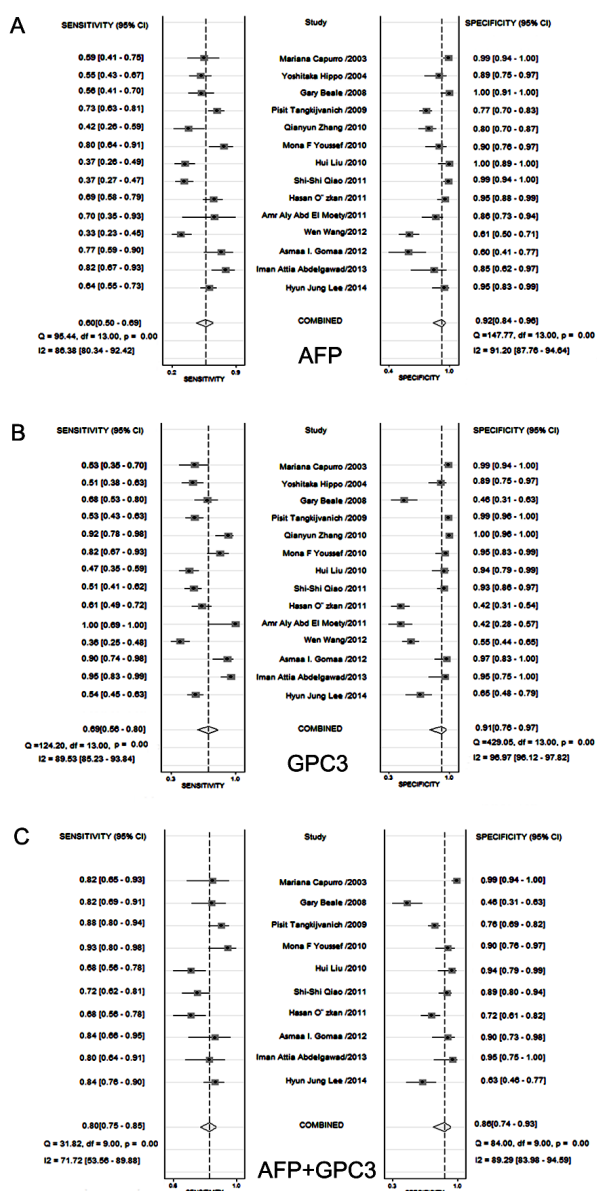 A
SENSITIVITY (95% CI) Study SPECIFICITY (95% CI)
0.59 [0.41 - 0.75] Mariana Capurro /2003 0.99 [0.94 - 1.00]
0.55 [0.43 - 0.67] Yoshitaka Hippo /2004 0.89 [0.75 - 0.97]
0.56 [0.41 - 0.70] Gary Beale /2008 1.00 [0.91 - 1.00]
0.73 [0.63 - 0.81] Pisit Tangkijvanich /2009 0.77 [0.70 - 0.83]
0.42 [0.26 - 0.59] Qianyun Zhang /2010 0.80 [0.70 - 0.87]
0.80 [0.64 - 0.91] Mona F Youssef /2010 0.90 [0.76 - 0.97]
0.37 [0.26 - 0.49] Hui Liu /2010 1.00 [0.89 - 1.00]
0.37 [0.27 - 0.47] Shi-Shi Qiao /2011 0.99 [0.94 - 1.00]
0.69 [0.58 - 0.79] Hasan O¨ zkan /2011 0.95 [0.88 - 0.99]
0.70 [0.35 - 0.93] Amr Aly Abd El Moety/2011 0.86 [0.73 - 0.94]
0.33 [0.23 - 0.45] Wen Wang/2012 0.61 [0.50 - 0.71]
0.77 [0.59 - 0.90] Asmaa I. Gomaa /2012 0.60 [0.41 - 0.77]
0.82 [0.67 - 0.93] Iman Attia Abdelgawad/2013 0.85 [0.62 - 0.97]
0.64 [0.55 - 0.73] Hyun Jung Lee /2014 0.95 [0.83 - 0.99]
0.60[0.50 - 0.69] COMBINED 0.92[0.84 - 0.96]
Q = 95.44, df = 13.00, p = 0.00 Q =147.77, df = 13.00, p = 0.00
I2 = 86.38 [80.34 - 92.42] AFP I2 = 91.20 [87.76 - 94.64]
0.2 0.9 0.4 1.0
SENSITIVITY SPECIFICITY
B
SENSITIVITY (95% CI) Study SPECIFICITY (95% CI)
0.53 [0.35 - 0.70] Mariana Capurro /2003 0.99 [0.94 - 1.00]
0.51 [0.38 - 0.63] Yoshitaka Hippo /2004 0.89 [0.75 - 0.97]
0.68 [0.53 - 0.80] Gary Beale /2008 0.46 [0.31 - 0.63]
0.53 [0.43 - 0.63] Pisit Tangkijvanich /2009 0.99 [0.96 - 1.00]
0.92 [0.78 - 0.98] Qianyun Zhang /2010 1.00 [0.96 - 1.00]
0.82 [0.67 - 0.93] Mona F Youssef /2010 0.95 [0.83 - 0.99]
0.47 [0.35 - 0.59] Hui Liu /2010 0.94 [0.79 - 0.99]
0.51 [0.41 - 0.62] Shi-Shi Qiao /2011 0.93 [0.86 - 0.97]
0.61 [0.49 - 0.72] Hasan O¨ zkan /2011 0.42 [0.31 - 0.54]
1.00 [0.69 - 1.00] Amr Aly Abd El Moety/2011 0.42 [0.28 - 0.57]
0.36 [0.25 - 0.48] Wen Wang/2012 0.55 [0.44 - 0.65]
0.90 [0.74 - 0.98] Asmaa I. Gomaa /2012 0.97 [0.83 - 1.00]
0.95 [0.83 - 0.99] Iman Attia Abdelgawad/2013 0.95 [0.75 - 1.00]
0.54 [0.45 - 0.63] Hyun Jung Lee /2014 0.65 [0.48 - 0.79]
0.69[0.56 - 0.80] COMBINED 0.91[0.76 - 0.97]
Q =124.20, df = 13.00, p = 0.00 Q =429.05, df = 13.00, p = 0.00
I2 = 89.53 [85.23 - 93.84] GPC3 I2 = 96.97 [96.12 - 97.82]
0.3 1.0 0.3 1.0
SENSITIVITY SPECIFICITY
C
SENSITIVITY (95% CI) Study SPECIFICITY (95% CI)
0.82 [0.65 - 0.93] Mariana Capurro /2003 0.99 [0.94 - 1.00]
0.82 [0.69 - 0.91] Gary Beale /2008 0.46 [0.31 - 0.63]
0.88 [0.80 - 0.94] Pisit Tangkijvanich /2009 0.76 [0.69 - 0.82]
0.93 [0.80 - 0.98] Mona F Youssef /2010 0.90 [0.76 - 0.97]
0.68 [0.56 - 0.78] Hui Liu /2010 0.94 [0.79 - 0.99]
0.72 [0.62 - 0.81] Shi-Shi Qiao /2011 0.89 [0.80 - 0.94]
0.68 [0.56 - 0.78] Hasan O¨ zkan /2011 0.72 [0.61 - 0.82]
0.84 [0.66 - 0.95] Asmaa I. Gomaa /2012 0.90 [0.73 - 0.98]
0.80 [0.64 - 0.91] Iman Attia Abdelgawad/2013 0.95 [0.75 - 1.00]
0.84 [0.76 - 0.90] Hyun Jung Lee /2014 0.63 [0.46 - 0.77]
0.80[0.75 - 0.85] COMBINED 0.86[0.74 - 0.93]
Q = 31.82, df = 9.00, p = 0.00 Q = 84.00, df = 9.00, p = 0.00
I2 = 71.72 [53.56 - 89.88] AFP+GPC3 I2 = 89.29 [83.98 - 94.59]
0.6 1.0 0.3 1.0
SENSITIVITY SPECIFICITY